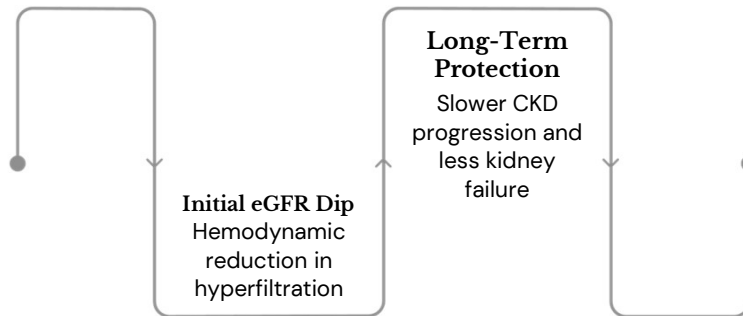 Initial eGFR Dip
Hemodynamic
reduction in
hyperfiltration
Long-Term
Protection
Slower CKD
progression and
less kidney
failure